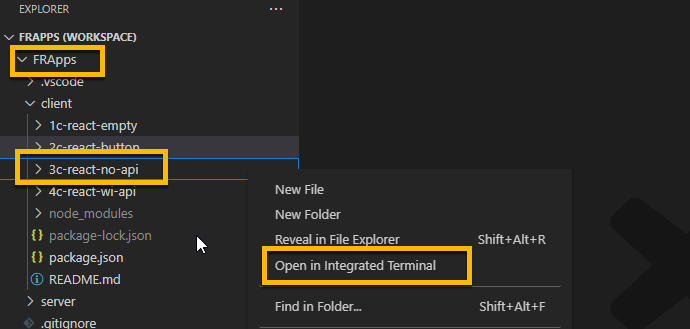 EXPLORER ...
FRAPPS (WORKSPACE)
FRApps
.vscode
client
1c-react-empty
2c-react-button
3c-react-no-api
4c-react-wi-api
node_modules
{} package-lock.json
{} package.json
README.md
server
.gitignore
New File
New Folder
Reveal in File Explorer Shift+Alt+R
Open in Integrated Terminal
Find in Folder... Shift+Alt+F